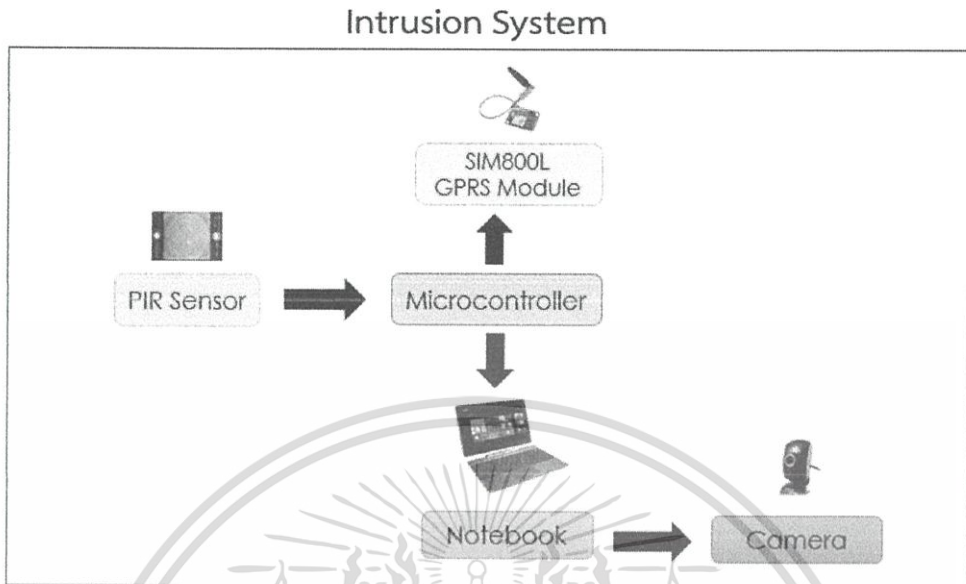 Intrusion System
SIM800L
GPRS Module
PIR Sensor
Microcontroller
Notebook
Camera